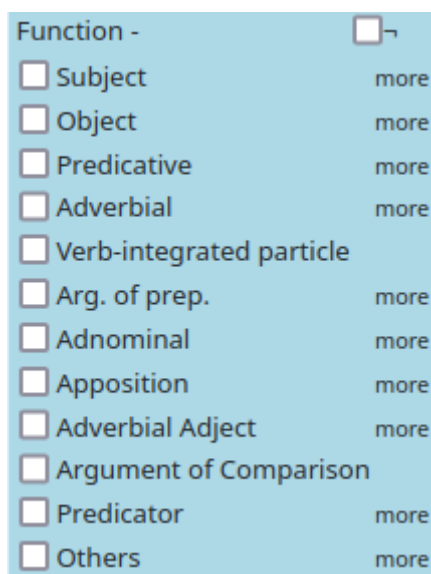 Function - ¬
Subject more
Object more
Predicative more
Adverbial more
Verb-integrated particle
Arg. of prep. more
Adnominal more
Apposition more
Adverbial Adject more
Argument of Comparison
Predicator more
Others more